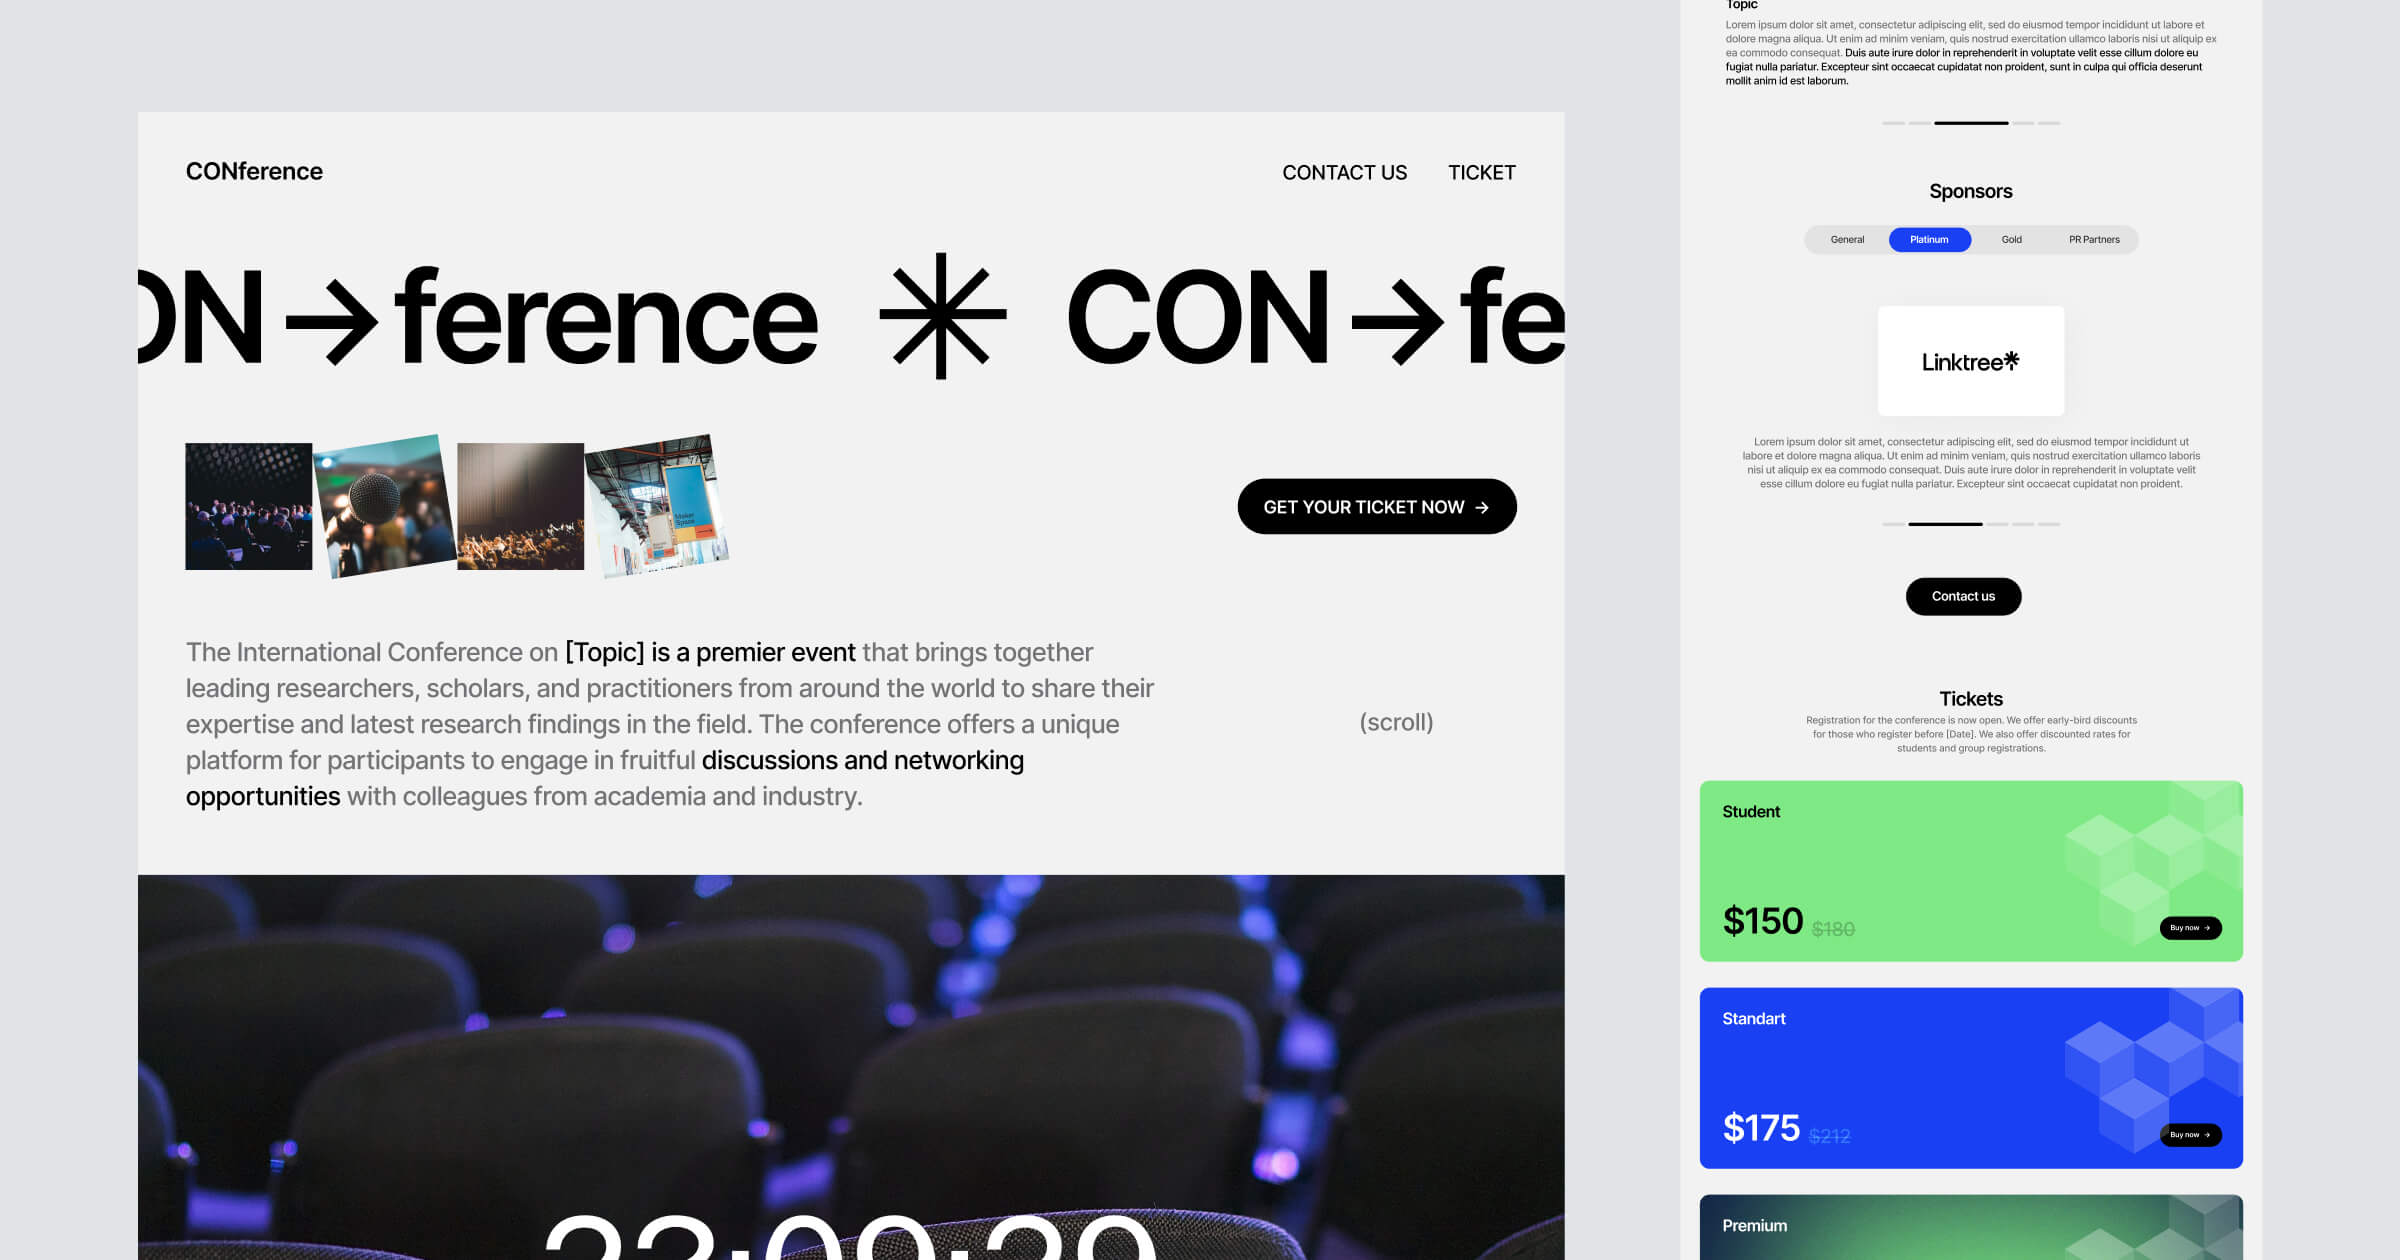 CONference
CONTACT US
TICKET
ON→ference ✳ CON→fe
Maker
Space
GET YOUR TICKET NOW →
The International Conference on [Topic] is a premier event that brings together
leading researchers, scholars, and practitioners from around the world to share their
expertise and latest research findings in the field. The conference offers a unique
platform for participants to engage in fruitful discussions and networking
opportunities with colleagues from academia and industry.
(scroll)
Topic
Lorem ipsum dolor sit amet, consectetur adipiscing elit, sed do eiusmod tempor incididunt ut labore et
dolore magna aliqua. Ut enim ad minim veniam, quis nostrud exercitation ullamco laboris nisi ut aliquip ex
ea commodo consequat. Duis aute irure dolor in reprehenderit in voluptate velit esse cillum dolore eu
fugiat nulla pariatur. Excepteur sint occaecat cupidatat non proident, sunt in culpa qui officia deserunt
mollit anim id est laborum.
Sponsors
General
Platinum
Gold
PR Partners
Linktree
Lorem ipsum dolor sit amet, consectetur adipiscing elit, sed do eiusmod tempor incididunt ut
labore et dolore magna aliqua. Ut enim ad minim veniam, quis nostrud exercitation ullamco laboris
nisi ut aliquip ex ea commodo consequat. Duis aute irure dolor in reprehenderit in voluptate velit
esse cillum dolore eu fugiat nulla pariatur. Excepteur sint occaecat cupidatat non proident.
Contact us
Tickets
Registration for the conference is now open. We offer early-bird discounts
for those who register before [Date]. We also offer discounted rates for
students and group registrations.
Student
$150 $180
Buy now →
Standart
$175 $212
Buy now →
Premium